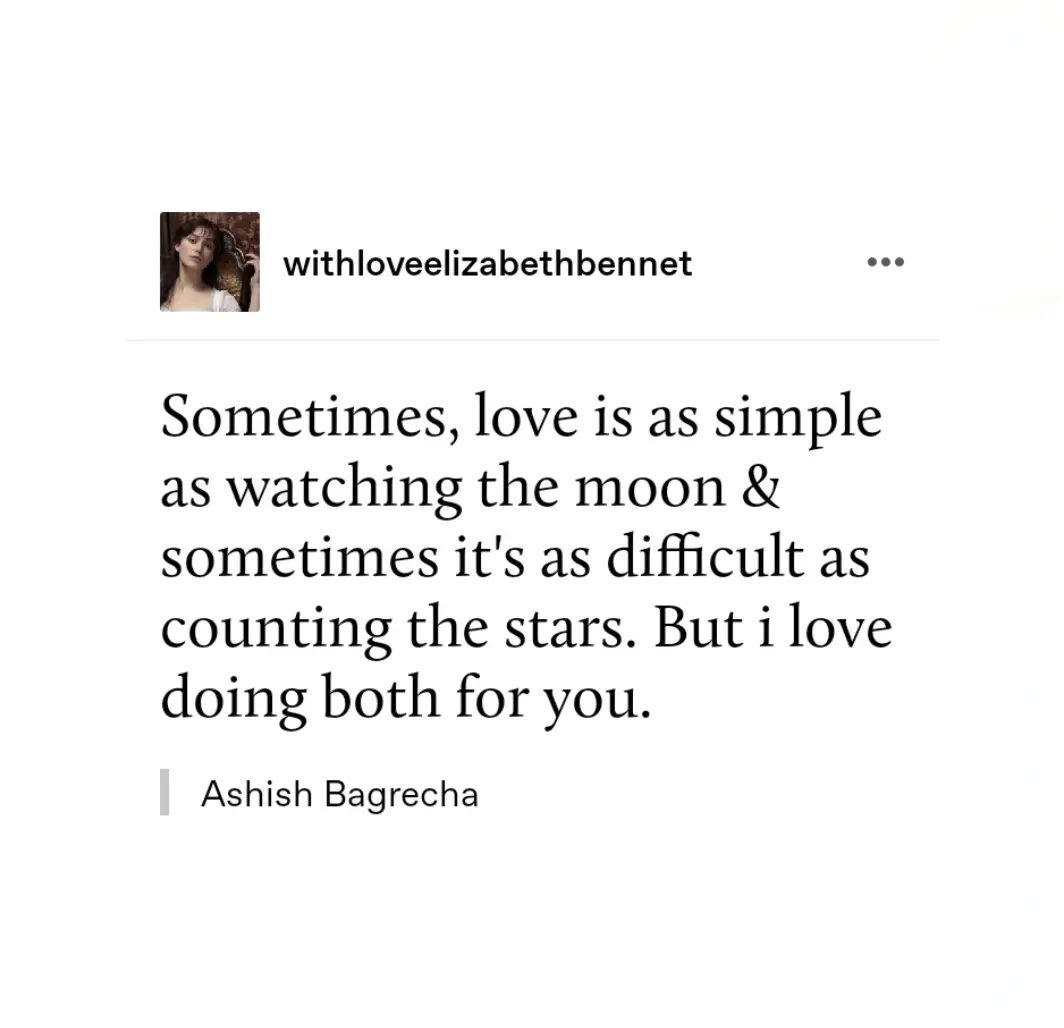 withloveelizabethbennet
Sometimes, love is as simple
as watching the moon &
sometimes it's as difficult as
counting the stars. But i love
doing both for you.
Ashish Bagrecha